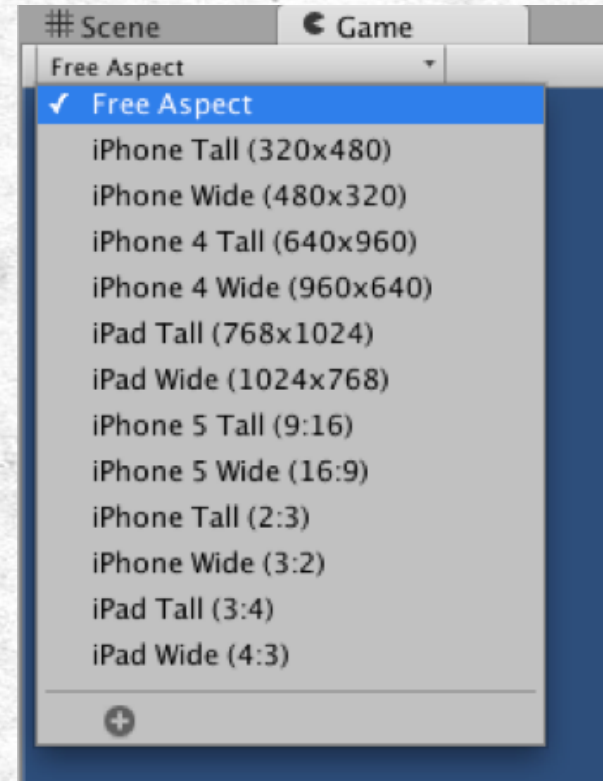 Scene
Game
Free Aspect
Free Aspect
iPhone Tall (320x480)
iPhone Wide (480x320)
iPhone 4 Tall (640x960)
iPhone 4 Wide (960x640)
iPad Tall (768x1024)
iPad Wide (1024x768)
iPhone 5 Tall (9:16)
iPhone 5 Wide (16:9)
iPhone Tall (2:3)
iPhone Wide (3:2)
iPad Tall (3:4)
iPad Wide (4:3)